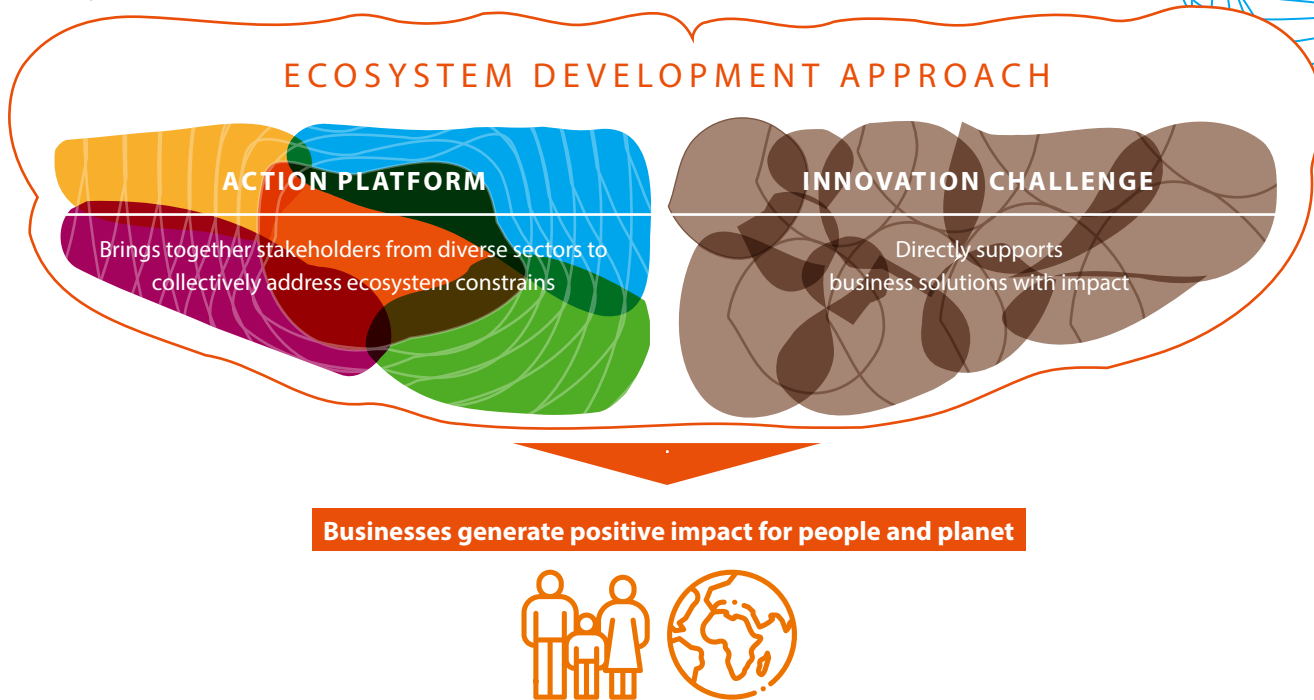 ECOSYSTEM DEVELOPMENT APPROACH
ACTION PLATFORM
Brings together stakeholders from diverse sectors to
collectively address ecosystem constrains
INNOVATION CHALLENGE
Directly supports
business solutions with impact
Businesses generate positive impact for people and planet